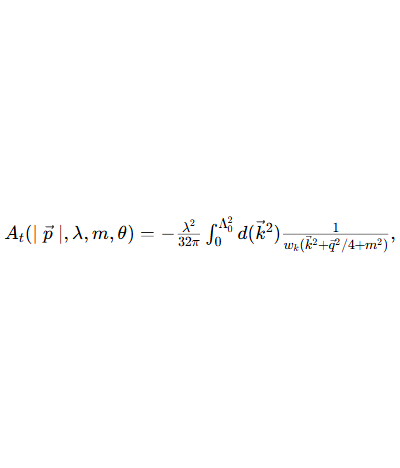 $A_t(|\ \vec{p}\ |, \lambda, m, \theta) = -\frac{\lambda^2}{32\pi} \int_0^{\Lambda_0^2} d(\vec{k}^2) \frac{1}{w_k(\vec{k}^2+\vec{q}^2/4+m^2)},$